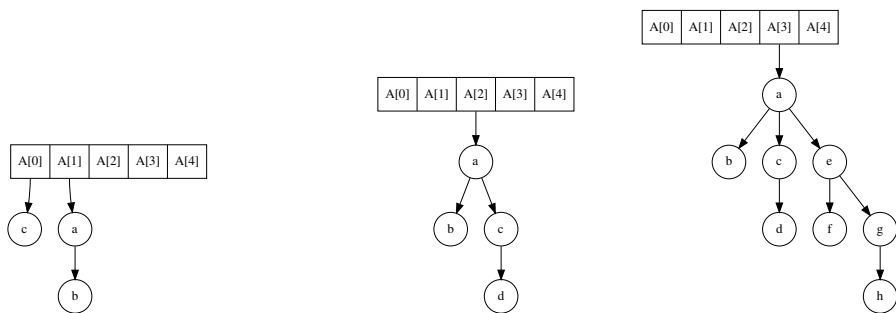 A[0] A[1] A[2] A[3] A[4]
c a
b
A[0] A[1] A[2] A[3] A[4]
a
b c
d
A[0] A[1] A[2] A[3] A[4]
a
b c e
d f g
h